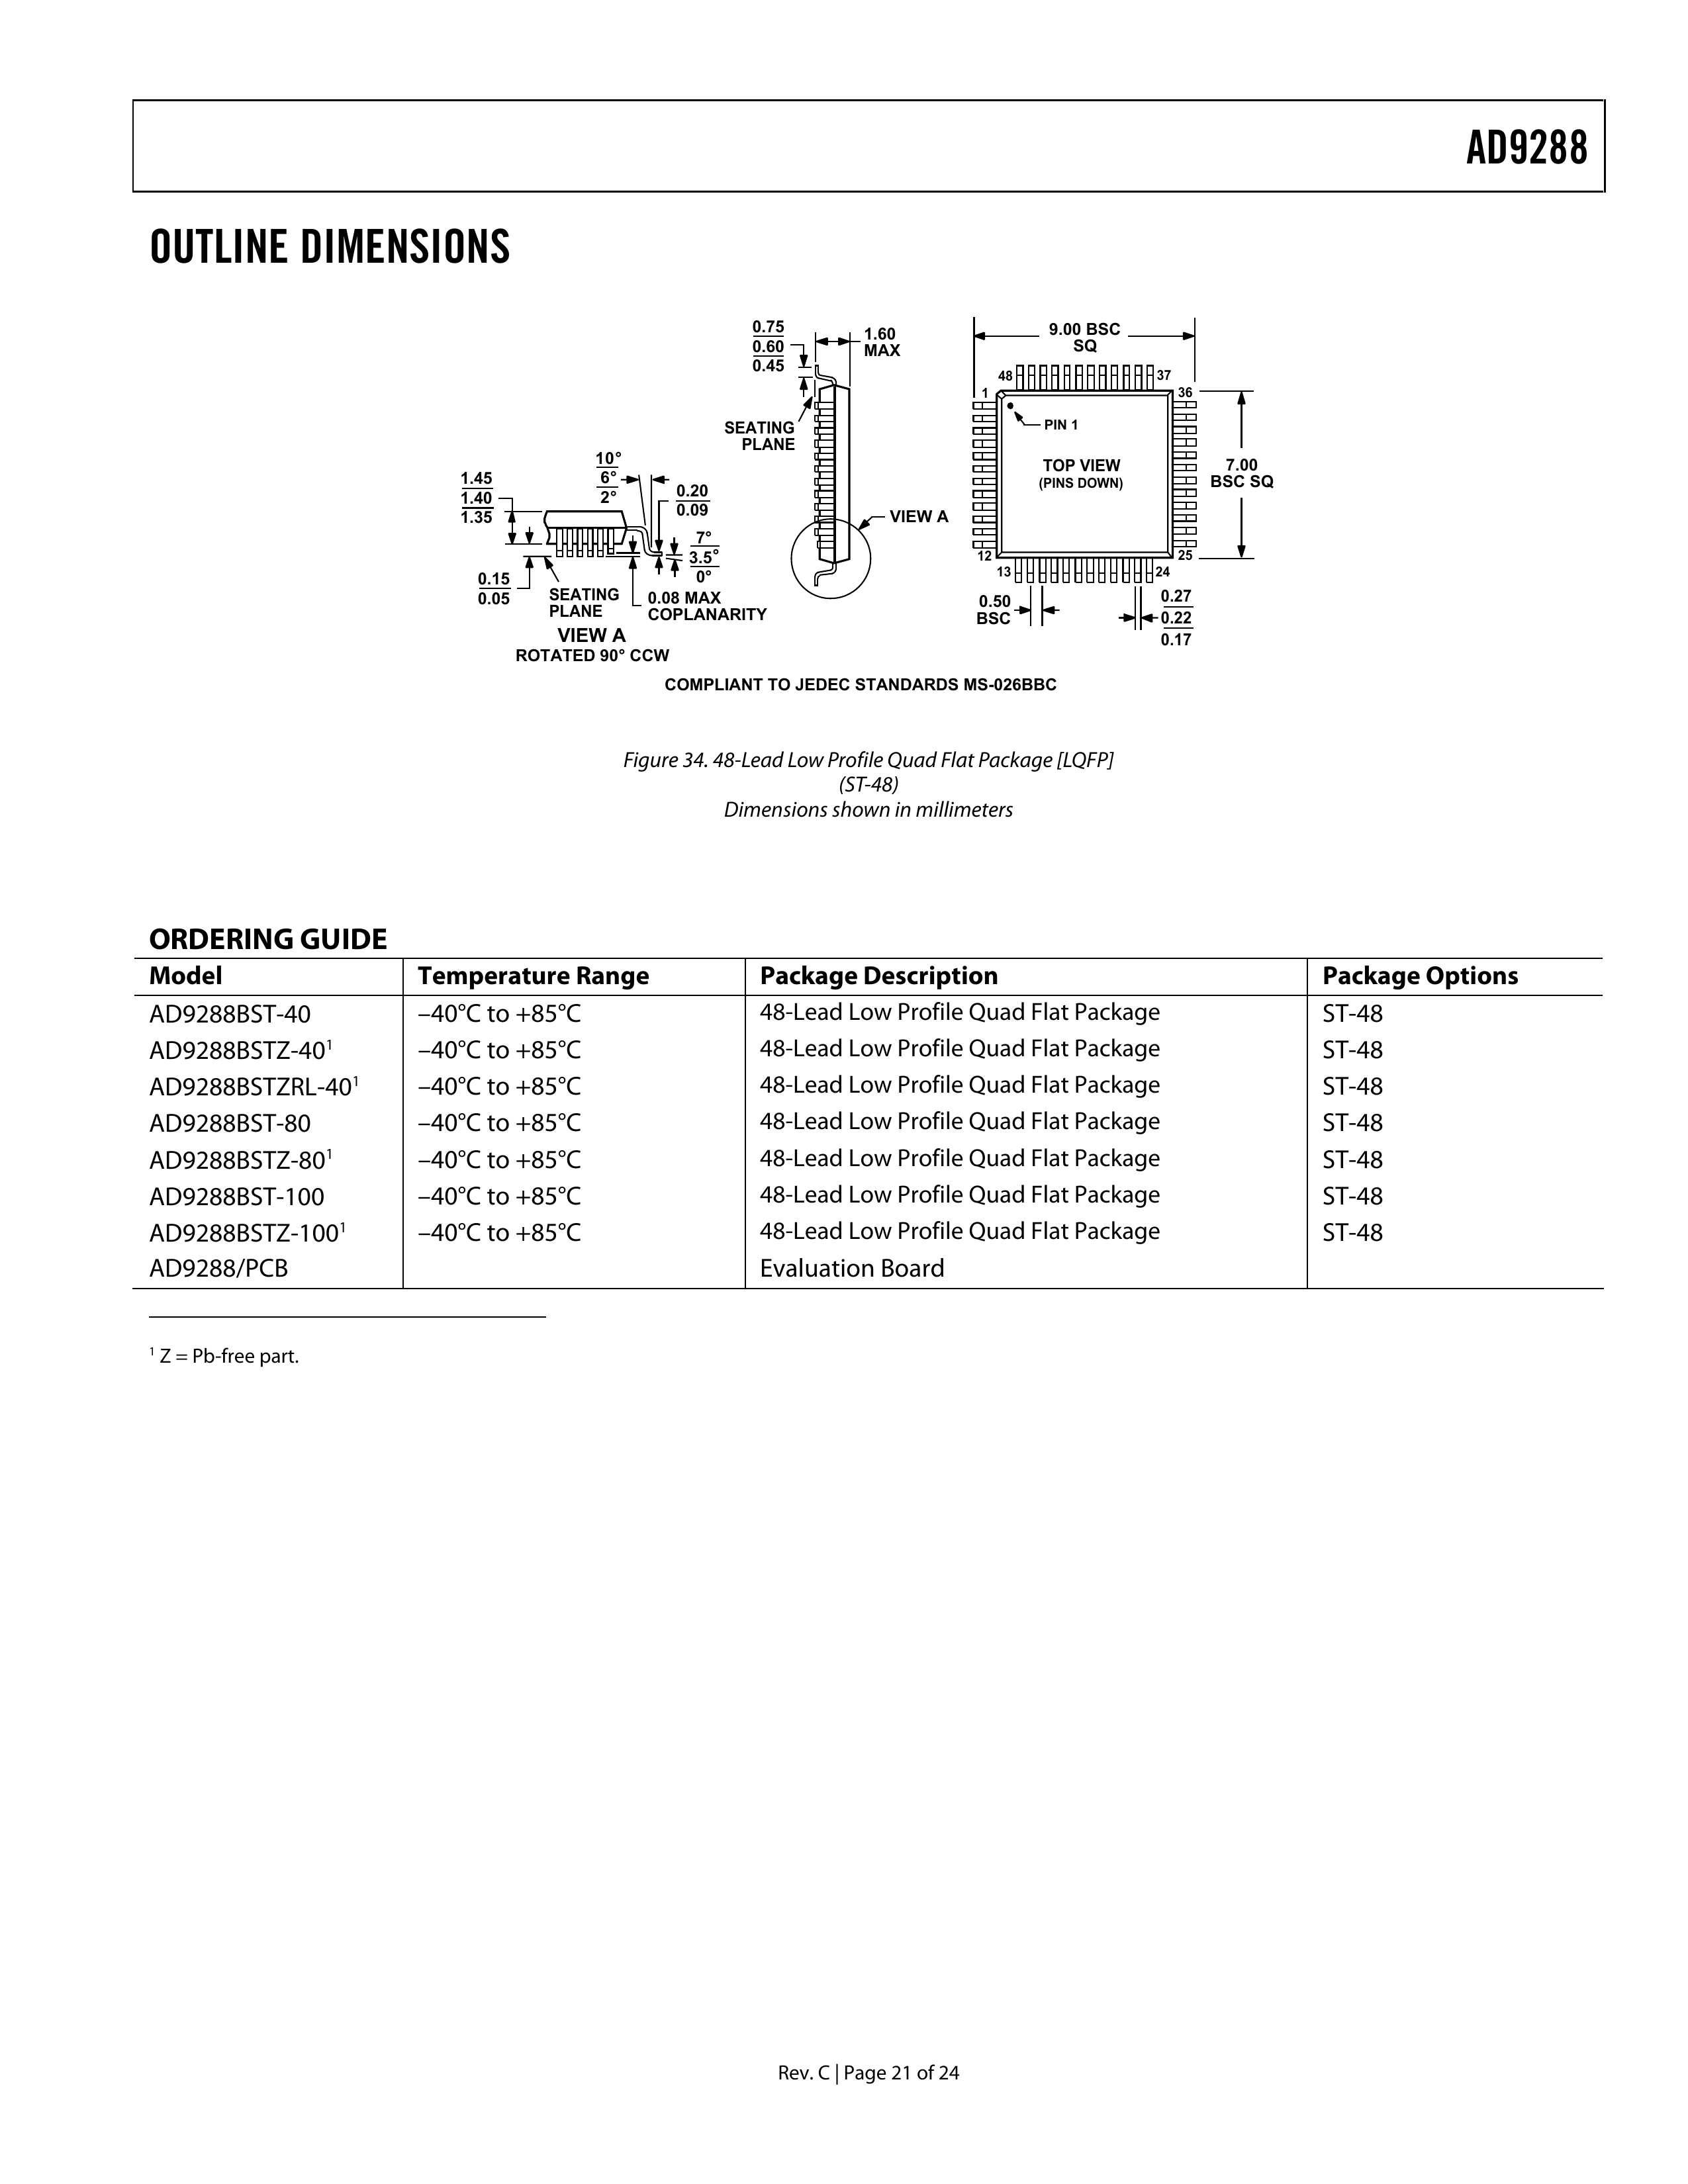 AD9288
OUTLINE DIMENSIONS
0.75
0.60
0.45
1.60
MAX
SEATING
PLANE
VIEW A
9.00 BSC
SQ
48
37
1
36
PIN 1
TOP VIEW
(PINS DOWN)
7.00
BSC SQ
12
25
13
24
0.50
BSC
0.27
0.22
0.17
1.45
1.40
1.35
10°
6°
2°
0.20
0.09
7°
3.5°
0°
0.15
0.05
SEATING
PLANE
0.08 MAX
COPLANARITY
VIEW A
ROTATED 90° CCW
COMPLIANT TO JEDEC STANDARDS MS-026BBC
Figure 34. 48-Lead Low Profile Quad Flat Package [LQFP]
(ST-48)
Dimensions shown in millimeters
ORDERING GUIDE
Model Temperature Range Package Description Package Options
AD9288BST-40 –40°C to +85°C 48-Lead Low Profile Quad Flat Package ST-48
AD9288BSTZ-40¹ –40°C to +85°C 48-Lead Low Profile Quad Flat Package ST-48
AD9288BSTZRL-40¹ –40°C to +85°C 48-Lead Low Profile Quad Flat Package ST-48
AD9288BST-80 –40°C to +85°C 48-Lead Low Profile Quad Flat Package ST-48
AD9288BSTZ-80¹ –40°C to +85°C 48-Lead Low Profile Quad Flat Package ST-48
AD9288BST-100 –40°C to +85°C 48-Lead Low Profile Quad Flat Package ST-48
AD9288BSTZ-100¹ –40°C to +85°C 48-Lead Low Profile Quad Flat Package ST-48
AD9288/PCB Evaluation Board
¹ Z = Pb-free part.
Rev. C | Page 21 of 24